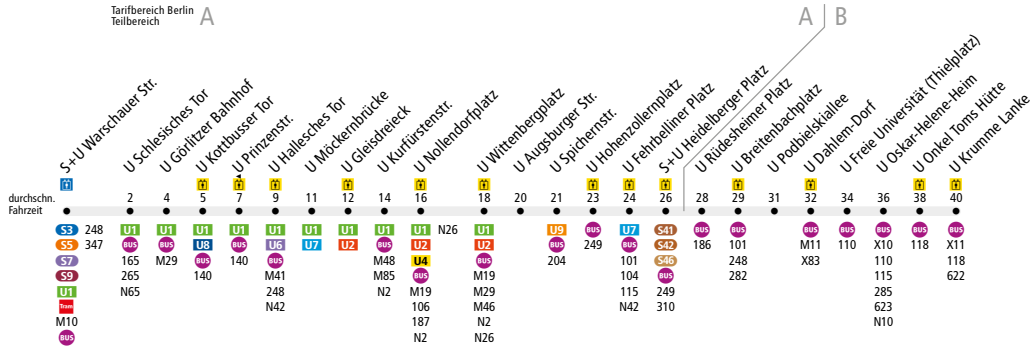 Tarifbereich Berlin
Teilbereich
A
A
B
S+U Warschauer Str.
U Schlesisches Tor
U Görlitzer Bahnhof
U Kottbusser Tor
U Prinzenstr.
U Hallesches Tor
U Möckernbrücke
U Gleisdreieck
U Kurfürstenstr.
U Nollendorfplatz
U Wittenbergplatz
U Augsburger Str.
U Spichernstr.
U Hohenzollernplatz
U Fehrbelliner Platz
S+U Heidelberger Platz
U Rüdesheimer Platz
U Breitenbachplatz
U Podbielskiallee
U Dahlem-Dorf
U Freie Universität (Thielplatz)
U Oskar-Helene-Heim
U Onkel Toms Hütte
U Krumme Lanke
durchschn.
Fahrzeit
2 4 5 7 9 11 12 14 16 18 20 21 23 24 26 28 29 31 32 34 36 38 40
S3 248
S5 347
S7
S9
U1
Tram
M10
BUS
U1
BUS
165
265
N65
U1
BUS
M29
U1
U8
BUS
140
U1
BUS
140
U1
U6
BUS
M41
248
N42
U1
U7
U1
U2
U1
BUS
M48
M85
N2
U1 N26
U2
U4
BUS
M19
106
187
N2
U1
U2
BUS
M19
M29
M46
N2
N26
U9
BUS
204
BUS
249
U7
BUS
101
104
115
N42
S41
S42
S46
BUS
249
310
BUS
186
BUS
101
248
282
BUS
M11
X83
BUS
110
BUS
X10
110
115
285
623
N10
BUS
118
BUS
X11
118
622